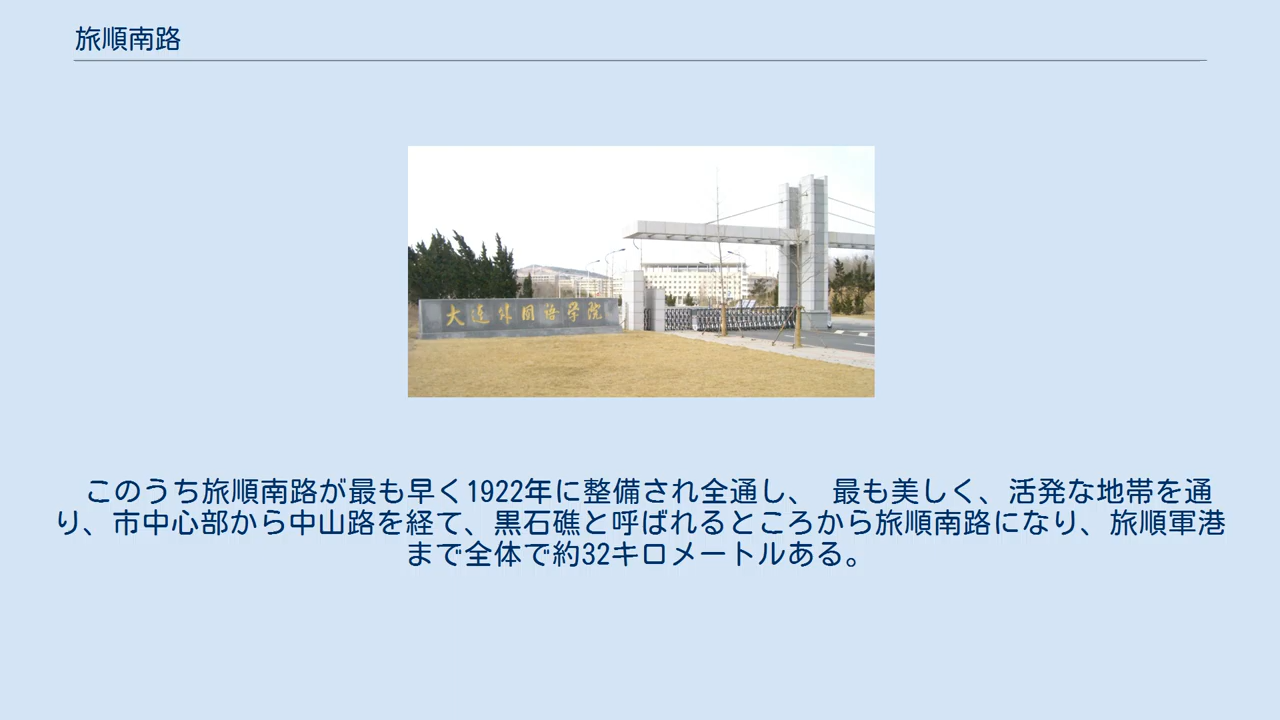 旅順南路
大连外国语学院
このうち旅順南路が最も早く1922年に整備され全通し、 最も美しく、活発な地帯を通
り、市中心部から中山路を経て、黒石礁と呼ばれるところから旅順南路になり、旅順軍港
まで全体で約32キロメートルある。